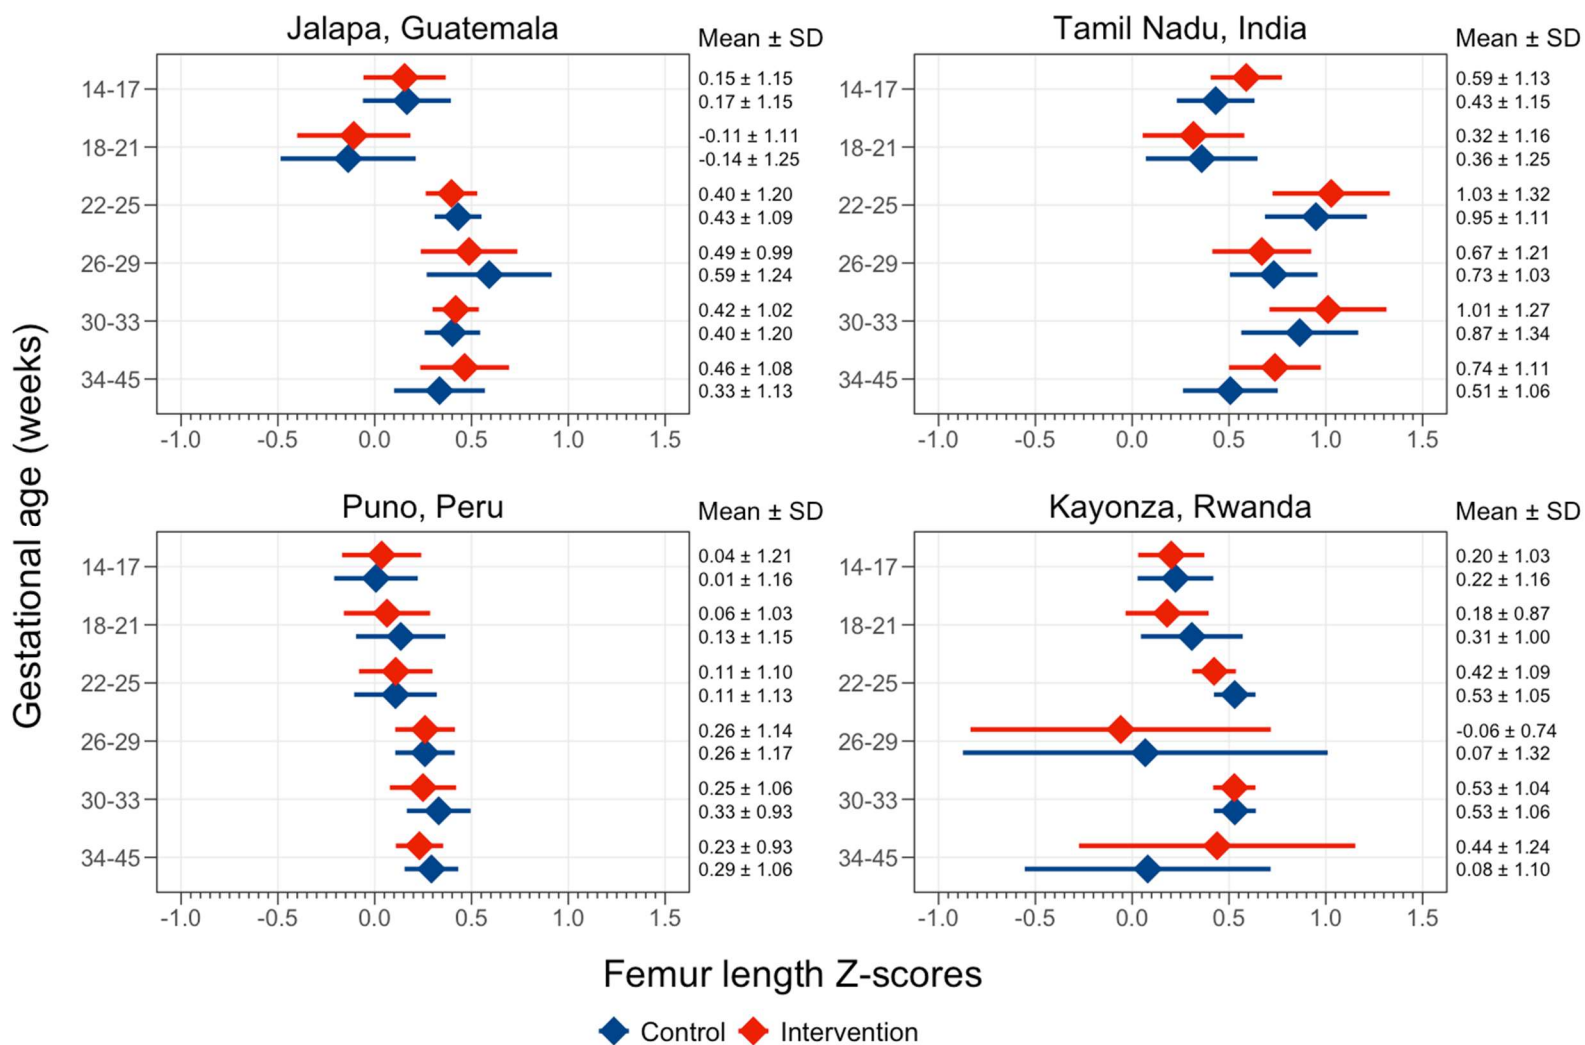 Jalapa, Guatemala
Mean ± SD
14-17
0.15 ± 1.15
0.17 ± 1.15
18-21
-0.11 ± 1.11
-0.14 ± 1.25
22-25
0.40 ± 1.20
0.43 ± 1.09
26-29
0.49 ± 0.99
0.59 ± 1.24
30-33
0.42 ± 1.02
0.40 ± 1.20
34-45
0.46 ± 1.08
0.33 ± 1.13
-1.0 -0.5 0.0 0.5 1.0 1.5
Tamil Nadu, India
Mean ± SD
14-17
0.59 ± 1.13
0.43 ± 1.15
18-21
0.32 ± 1.16
0.36 ± 1.25
22-25
1.03 ± 1.32
0.95 ± 1.11
26-29
0.67 ± 1.21
0.73 ± 1.03
30-33
1.01 ± 1.27
0.87 ± 1.34
34-45
0.74 ± 1.11
0.51 ± 1.06
-1.0 -0.5 0.0 0.5 1.0 1.5
Gestational age (weeks)
Puno, Peru
Mean ± SD
14-17
0.04 ± 1.21
0.01 ± 1.16
18-21
0.06 ± 1.03
0.13 ± 1.15
22-25
0.11 ± 1.10
0.11 ± 1.13
26-29
0.26 ± 1.14
0.26 ± 1.17
30-33
0.25 ± 1.06
0.33 ± 0.93
34-45
0.23 ± 0.93
0.29 ± 1.06
-1.0 -0.5 0.0 0.5 1.0 1.5
Kayonza, Rwanda
Mean ± SD
14-17
0.20 ± 1.03
0.22 ± 1.16
18-21
0.18 ± 0.87
0.31 ± 1.00
22-25
0.42 ± 1.09
0.53 ± 1.05
26-29
-0.06 ± 0.74
0.07 ± 1.32
30-33
0.53 ± 1.04
0.53 ± 1.06
34-45
0.44 ± 1.24
0.08 ± 1.10
-1.0 -0.5 0.0 0.5 1.0 1.5
Femur length Z-scores
Control Intervention